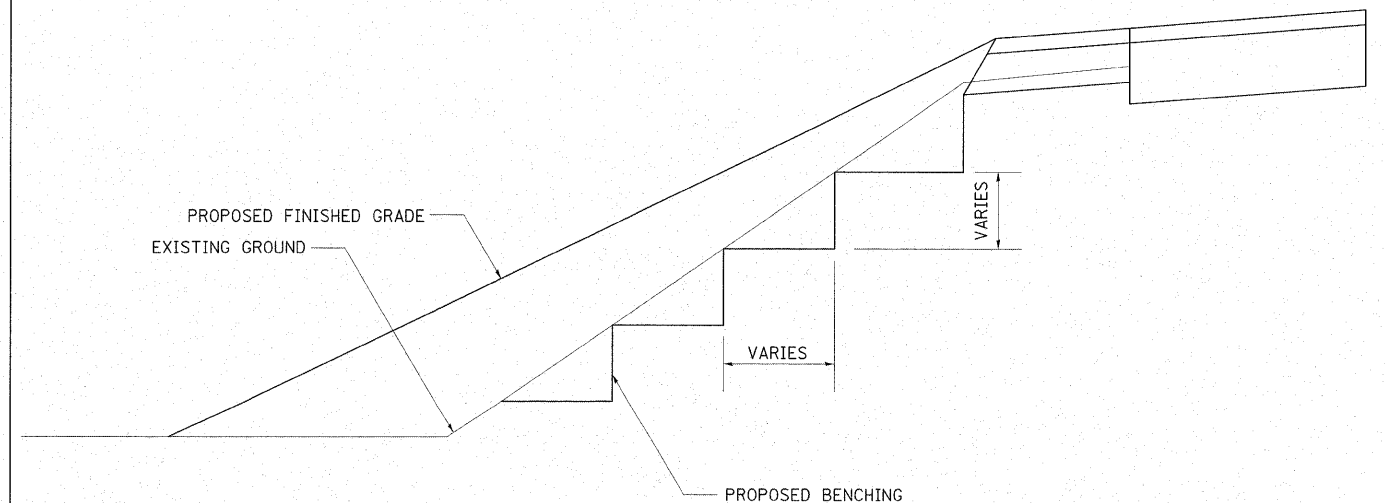 PROPOSED FINISHED GRADE
EXISTING GROUND
VARIES
VARIES
PROPOSED BENCHING